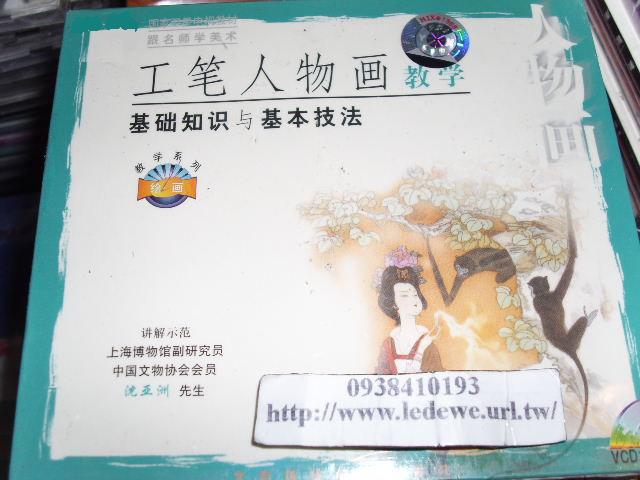 跟名师学美术
工笔人物画教学
基础知识与基本技法
人物画
教学系列
绘画
讲解示范
上海博物馆副研究员
中国文物协会会员
沈亚洲 先生
0938410193
http://www.ledewe.url.tw/
VCD